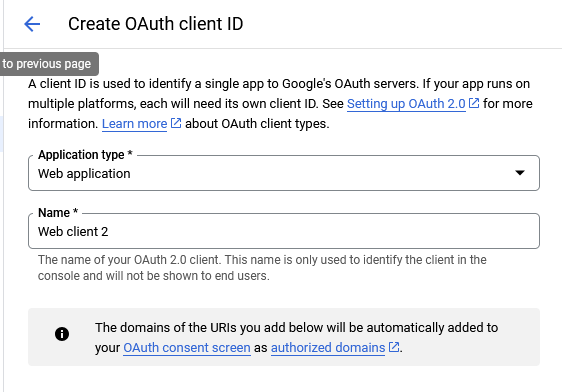 Create OAuth client ID
to previous page
A client ID is used to identify a single app to Google's OAuth servers. If your app runs on
multiple platforms, each will need its own client ID. See Setting up OAuth 2.0 for more
information. Learn more about OAuth client types.
Application type *
Web application
Name *
Web client 2
The name of your OAuth 2.0 client. This name is only used to identify the client in the
console and will not be shown to end users.
The domains of the URIs you add below will be automatically added to
your OAuth consent screen as authorized domains.